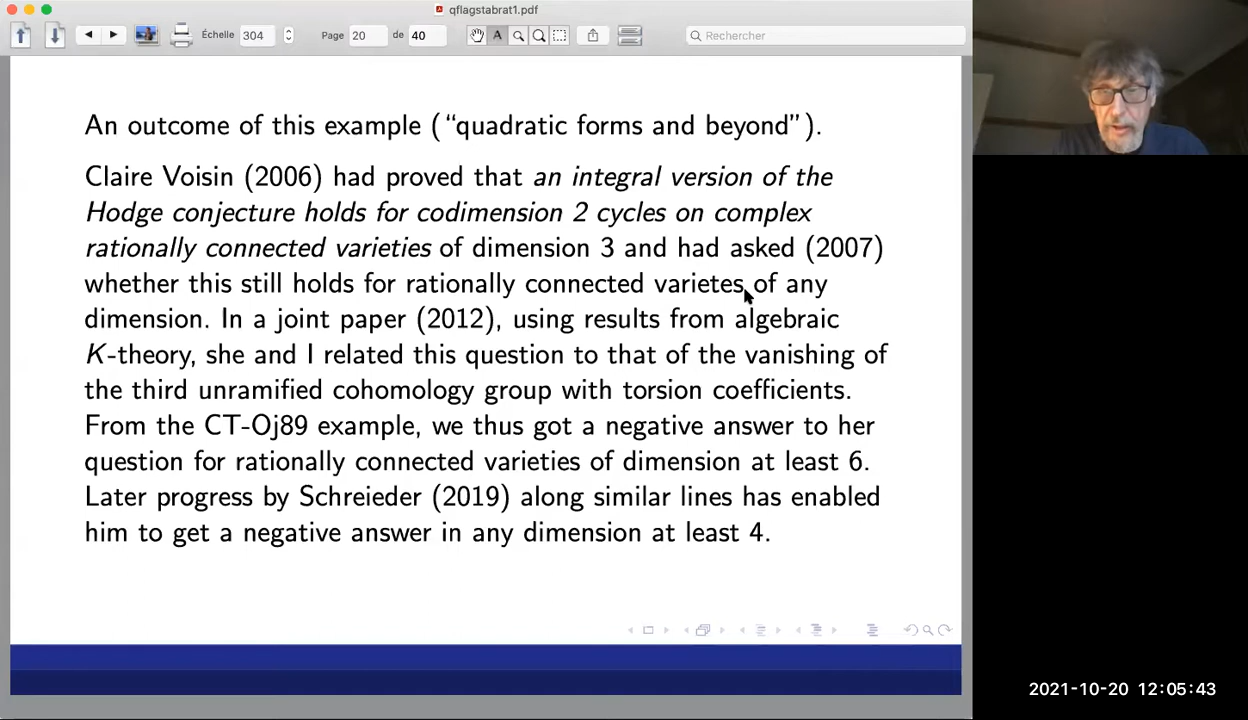 qflagstabrat1.pdf
Échelle 304 Page 20 de 40 Rechercher
An outcome of this example (“quadratic forms and beyond”).
Claire Voisin (2006) had proved that an integral version of the
Hodge conjecture holds for codimension 2 cycles on complex
rationally connected varieties of dimension 3 and had asked (2007)
whether this still holds for rationally connected varietes of any
dimension. In a joint paper (2012), using results from algebraic
K-theory, she and I related this question to that of the vanishing of
the third unramified cohomology group with torsion coefficients.
From the CT-Oj89 example, we thus got a negative answer to her
question for rationally connected varieties of dimension at least 6.
Later progress by Schreieder (2019) along similar lines has enabled
him to get a negative answer in any dimension at least 4.
2021-10-20 12:05:43